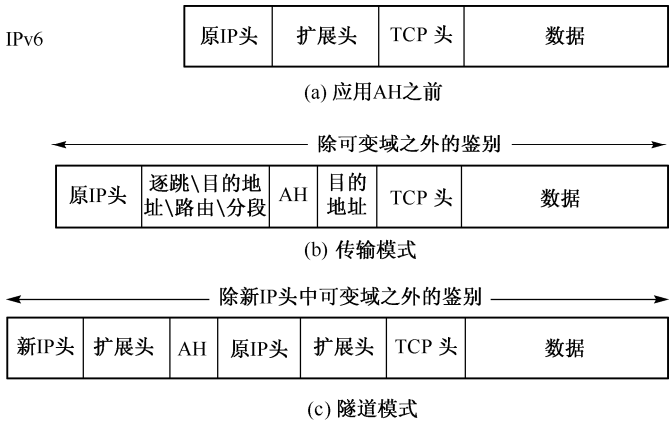 IPv6
原IP头 扩展头 TCP 头 数据
(a) 应用AH之前
除可变域之外的鉴别
原IP头 逐跳\目的地址\路由\分段 AH 目的地址 TCP 头 数据
(b) 传输模式
除新IP头中可变域之外的鉴别
新IP头 扩展头 AH 原IP头 扩展头 TCP 头 数据
(c) 隧道模式